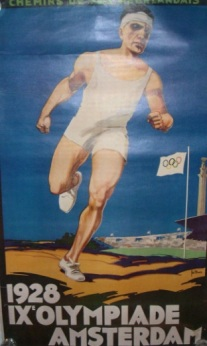 CHEMINS DE
1928
IXE OLYMPIADE
AMSTERDAM